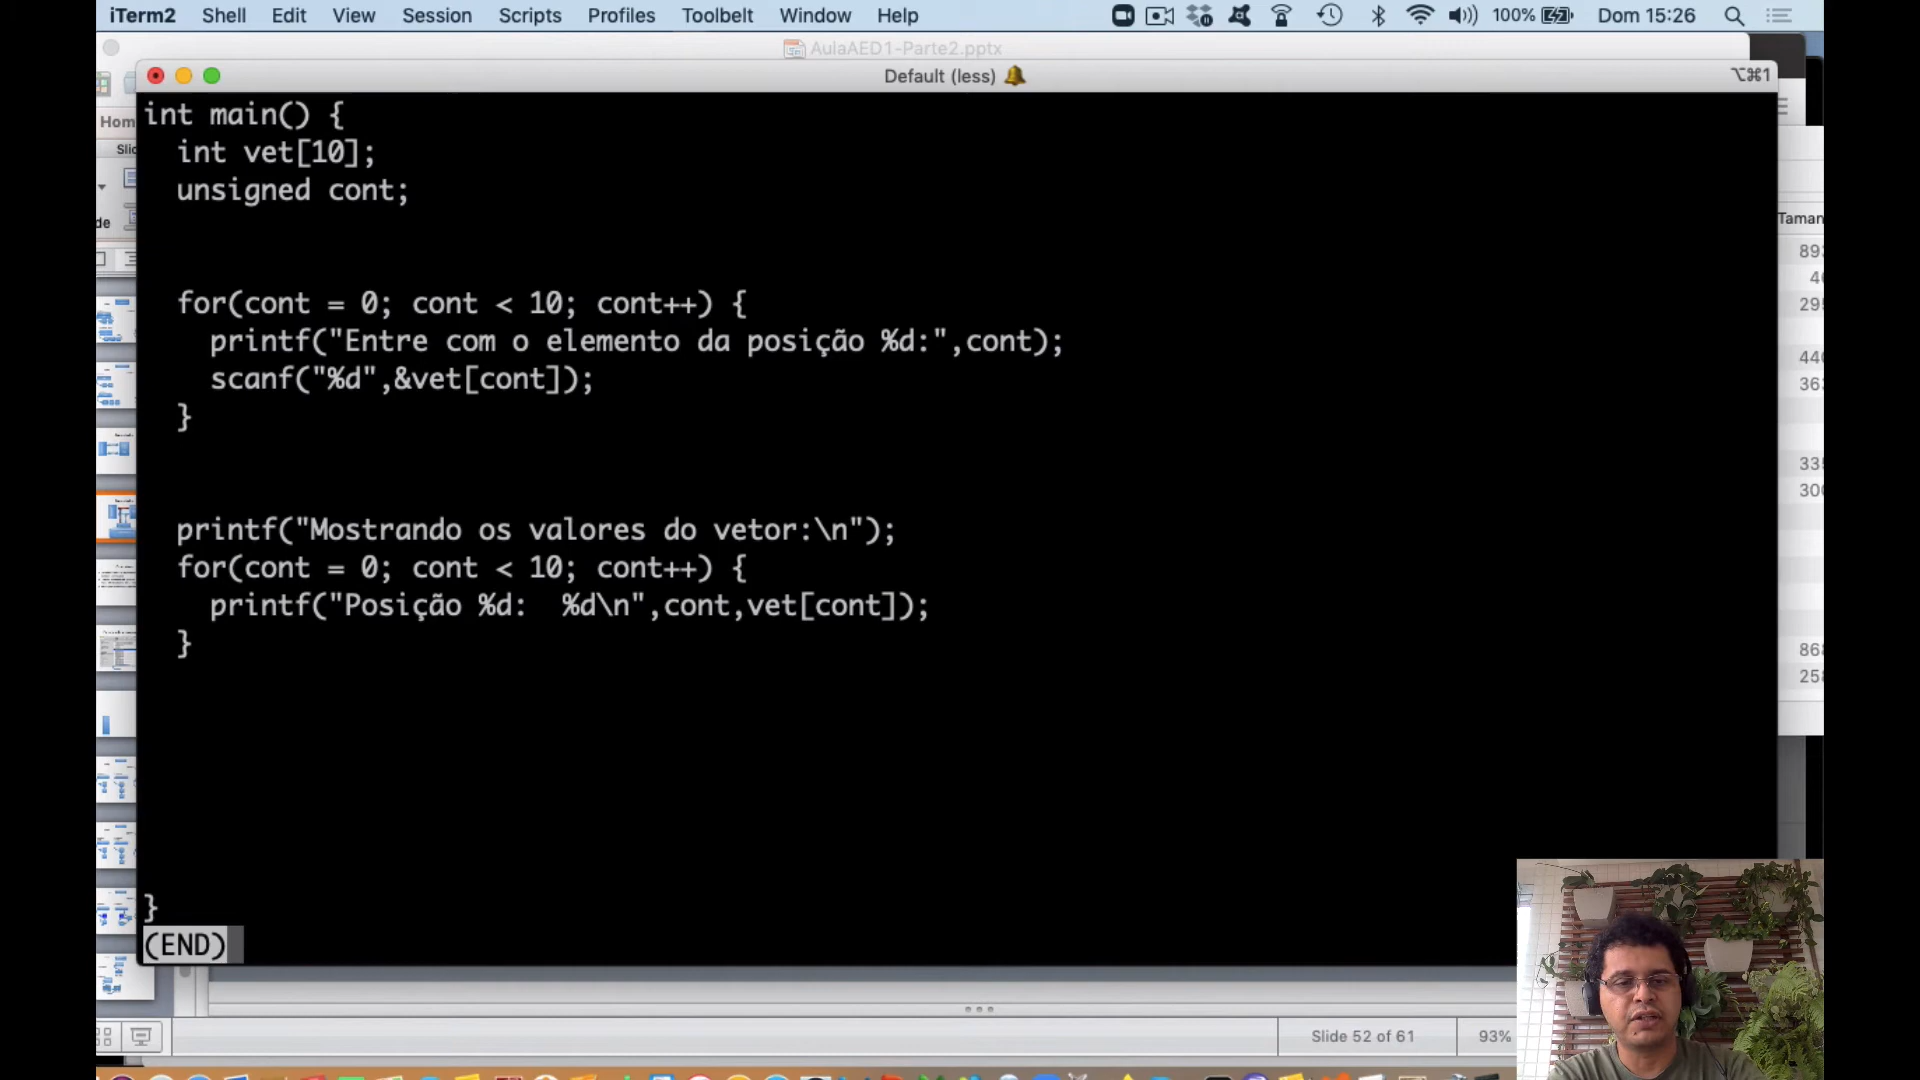 iTerm2 Shell Edit View Session Scripts Profiles Toolbelt Window Help 100% Dom 15:26
AulaAED1-Parte2.pptx
Default (less) ⌥⌘1
int main() {
int vet[10];
unsigned cont;
for(cont = 0; cont < 10; cont++) {
printf("Entre com o elemento da posição %d:",cont);
scanf("%d",&vet[cont]);
}
printf("Mostrando os valores do vetor:\n");
for(cont = 0; cont < 10; cont++) {
printf("Posição %d:  %d\n",cont,vet[cont]);
}
}
(END)
Slide 52 of 61 93%